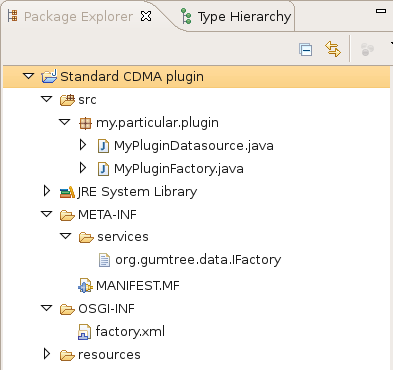 Package Explorer
Type Hierarchy
Standard CDMA plugin
src
my.particular.plugin
MyPluginDatasource.java
MyPluginFactory.java
JRE System Library
META-INF
services
org.gumtree.data.IFactory
MANIFEST.MF
OSGI-INF
factory.xml
resources